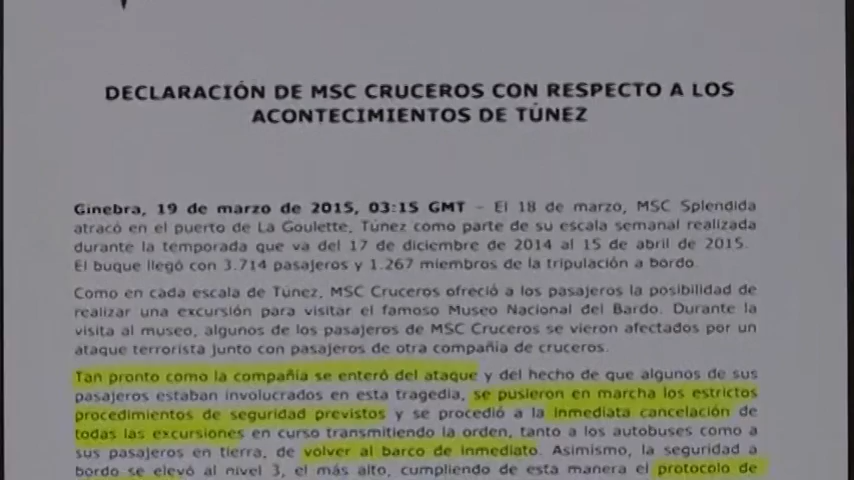 DECLARACIÓN DE MSC CRUCEROS CON RESPECTO A LOS
ACONTECIMIENTOS DE TÚNEZ
Ginebra, 19 de marzo de 2015, 03:15 GMT – El 18 de marzo, MSC Splendida
atracó en el puerto de La Goulette, Túnez como parte de su escala semanal realizada
durante la temporada que va del 17 de diciembre de 2014 al 15 de abril de 2015.
El buque llegó con 3.714 pasajeros y 1.267 miembros de la tripulación a bordo.
Como en cada escala de Túnez, MSC Cruceros ofreció a los pasajeros la posibilidad de
realizar una excursión para visitar el famoso Museo Nacional del Bardo. Durante la
visita al museo, algunos de los pasajeros de MSC Cruceros se vieron afectados por un
ataque terrorista junto con pasajeros de otra compañía de cruceros.
Tan pronto como la compañía se enteró del ataque y del hecho de que algunos de sus
pasajeros estaban involucrados en esta tragedia, se pusieron en marcha los estrictos
procedimientos de seguridad previstos y se procedió a la inmediata cancelación de
todas las excursiones en curso transmitiendo la orden, tanto a los autobuses como a
sus pasajeros en tierra, de volver al barco de inmediato. Asimismo, la seguridad a
bordo se elevó al nivel 3, el más alto, cumpliendo de esta manera el protocolo de